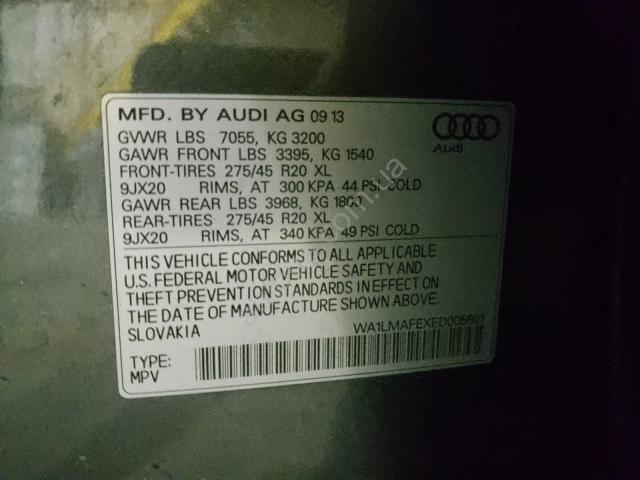 MFD. BY AUDI AG 09 13
GVWR LBS 7055, KG 3200
GAWR FRONT LBS 3395, KG 1540
FRONT-TIRES 275/45 R20 XL
9JX20 RIMS, AT 300 KPA 44 PSI COLD
GAWR REAR LBS 3968, KG 1800
REAR-TIRES 275/45 R20 XL
9JX20 RIMS, AT 340 KPA 49 PSI COLD
Audi
THIS VEHICLE CONFORMS TO ALL APPLICABLE
U.S. FEDERAL MOTOR VEHICLE SAFETY AND
THEFT PREVENTION STANDARDS IN EFFECT ON
THE DATE OF MANUFACTURE SHOWN ABOVE.
SLOVAKIA
WA1LMAFEXED005601
TYPE:
MPV